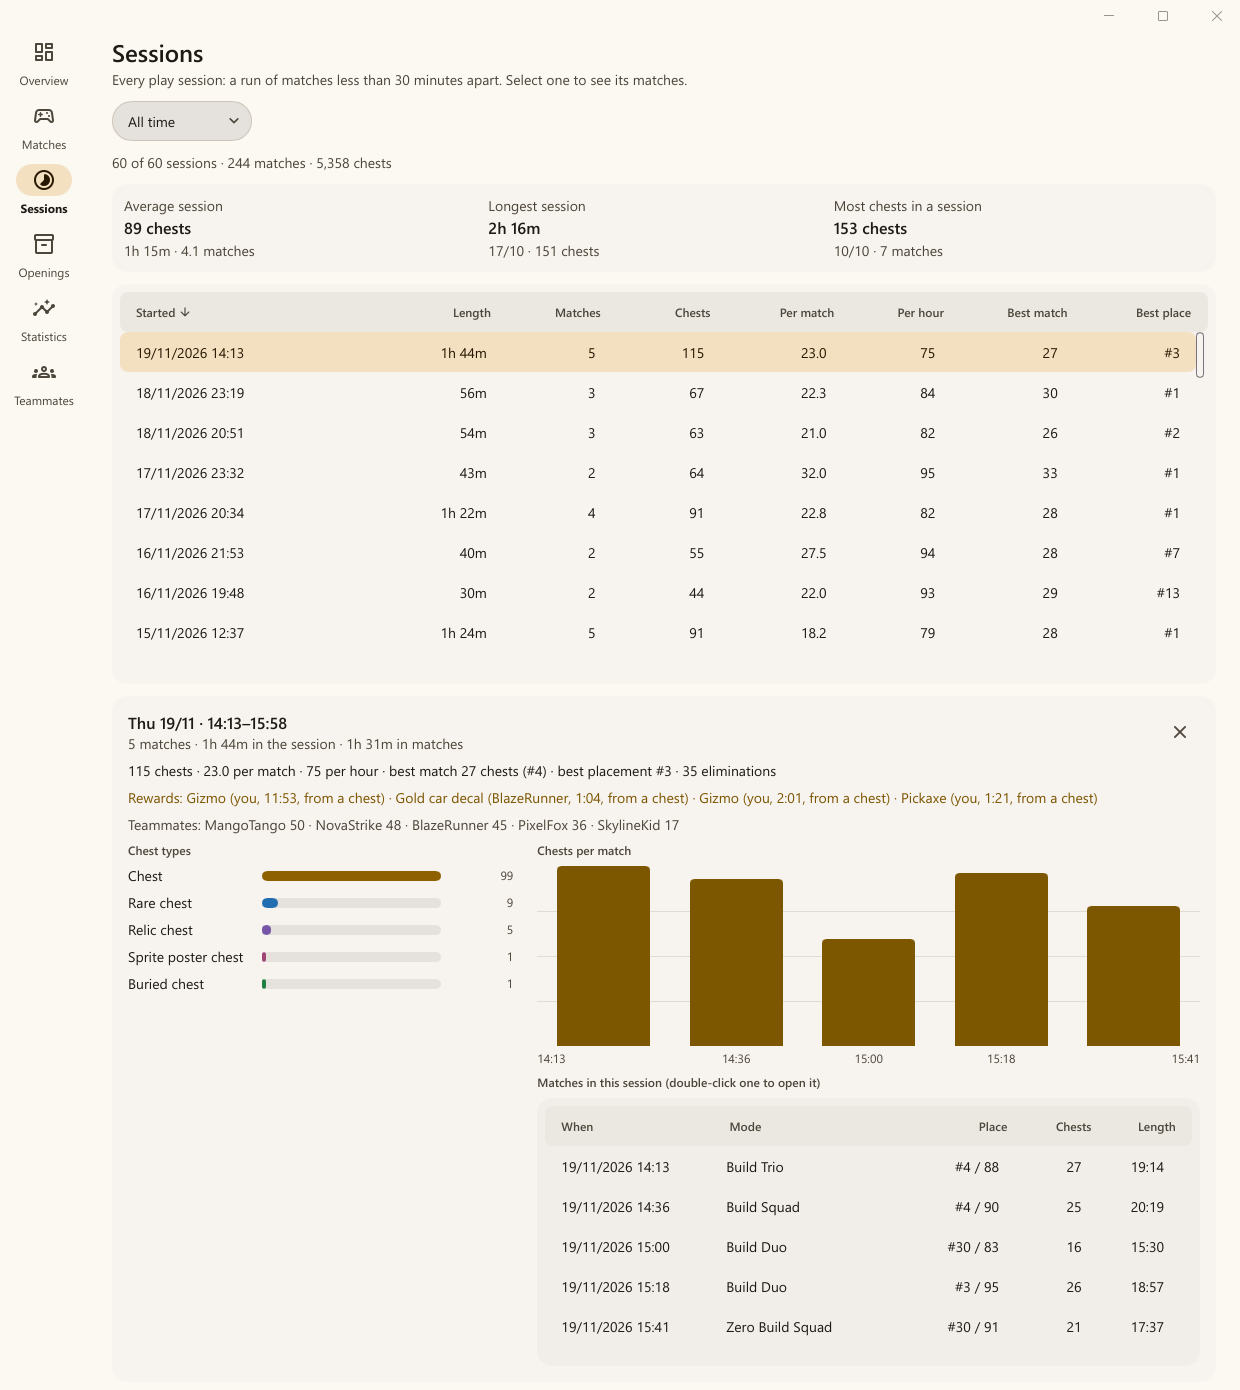 Overview
Matches
Sessions
Openings
Statistics
Teammates
Sessions
Every play session: a run of matches less than 30 minutes apart. Select one to see its matches.
All time
60 of 60 sessions · 244 matches · 5,358 chests
Average session
89 chests
1h 15m · 4.1 matches
Longest session
2h 16m
17/10 · 151 chests
Most chests in a session
153 chests
10/10 · 7 matches
Started ↓ Length Matches Chests Per match Per hour Best match Best place
19/11/2026 14:13 1h 44m 5 115 23.0 75 27 #3
18/11/2026 23:19 56m 3 67 22.3 84 30 #1
18/11/2026 20:51 54m 3 63 21.0 82 26 #2
17/11/2026 23:32 43m 2 64 32.0 95 33 #1
17/11/2026 20:34 1h 22m 4 91 22.8 82 28 #1
16/11/2026 21:53 40m 2 55 27.5 94 28 #7
16/11/2026 19:48 30m 2 44 22.0 93 29 #13
15/11/2026 12:37 1h 24m 5 91 18.2 79 28 #1
Thu 19/11 · 14:13–15:58
5 matches · 1h 44m in the session · 1h 31m in matches
115 chests · 23.0 per match · 75 per hour · best match 27 chests (#4) · best placement #3 · 35 eliminations
Rewards: Gizmo (you, 11:53, from a chest) · Gold car decal (BlazeRunner, 1:04, from a chest) · Gizmo (you, 2:01, from a chest) · Pickaxe (you, 1:21, from a chest)
Teammates: MangoTango 50 · NovaStrike 48 · BlazeRunner 45 · PixelFox 36 · SkylineKid 17
Chest types
Chest 99
Rare chest 9
Relic chest 5
Sprite poster chest 1
Buried chest 1
Chests per match
14:13 14:36 15:00 15:18 15:41
Matches in this session (double-click one to open it)
When Mode Place Chests Length
19/11/2026 14:13 Build Trio #4 / 88 27 19:14
19/11/2026 14:36 Build Squad #4 / 90 25 20:19
19/11/2026 15:00 Build Duo #30 / 83 16 15:30
19/11/2026 15:18 Build Duo #3 / 95 26 18:57
19/11/2026 15:41 Zero Build Squad #30 / 91 21 17:37